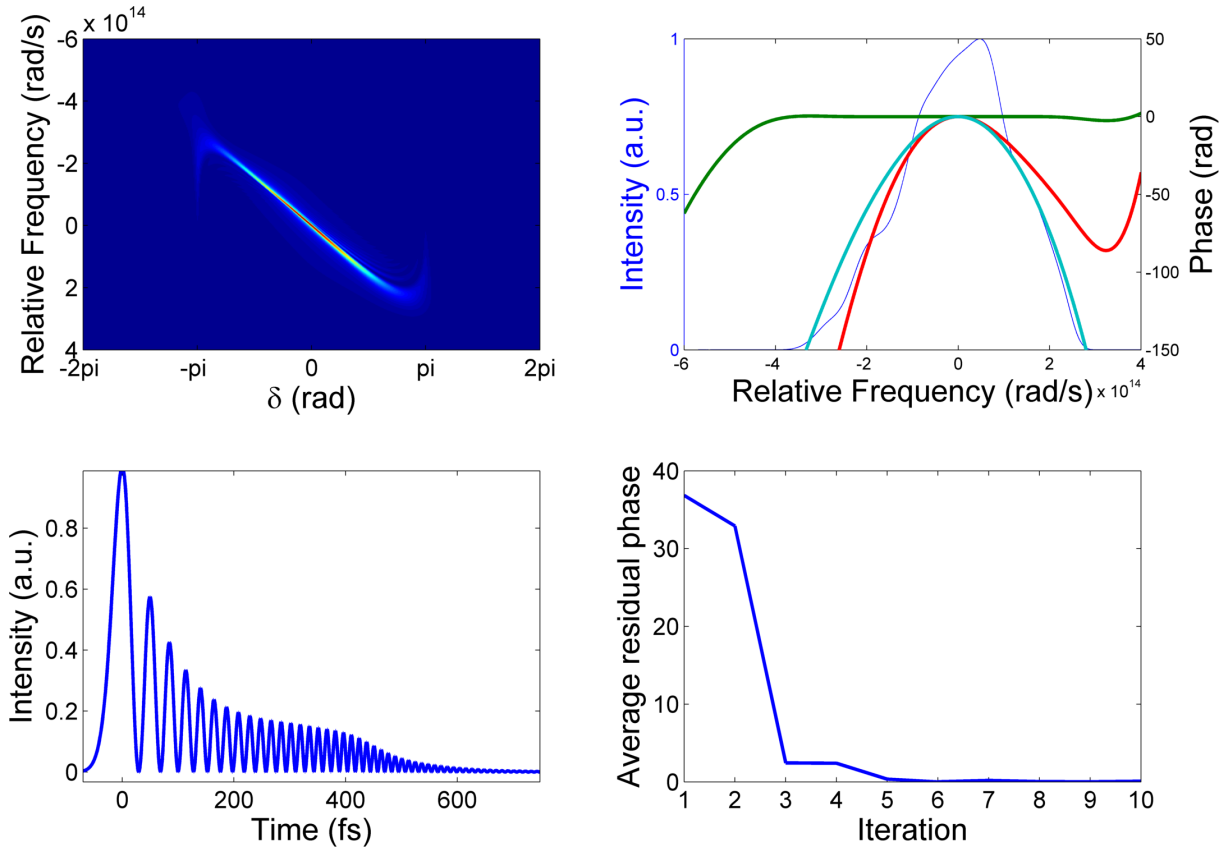 x 10^14
-6
-4
-2
0
2
4
Relative Frequency (rad/s)
-2pi -pi 0 pi 2pi
δ (rad)
1
0.5
0
Intensity (a.u.)
50
0
-50
-100
-150
Phase (rad)
-6 -4 -2 0 2 4
Relative Frequency (rad/s) x 10^14
0.8
0.6
0.4
0.2
0
Intensity (a.u.)
0 200 400 600
Time (fs)
40
30
20
10
0
Average residual phase
1 2 3 4 5 6 7 8 9 10
Iteration